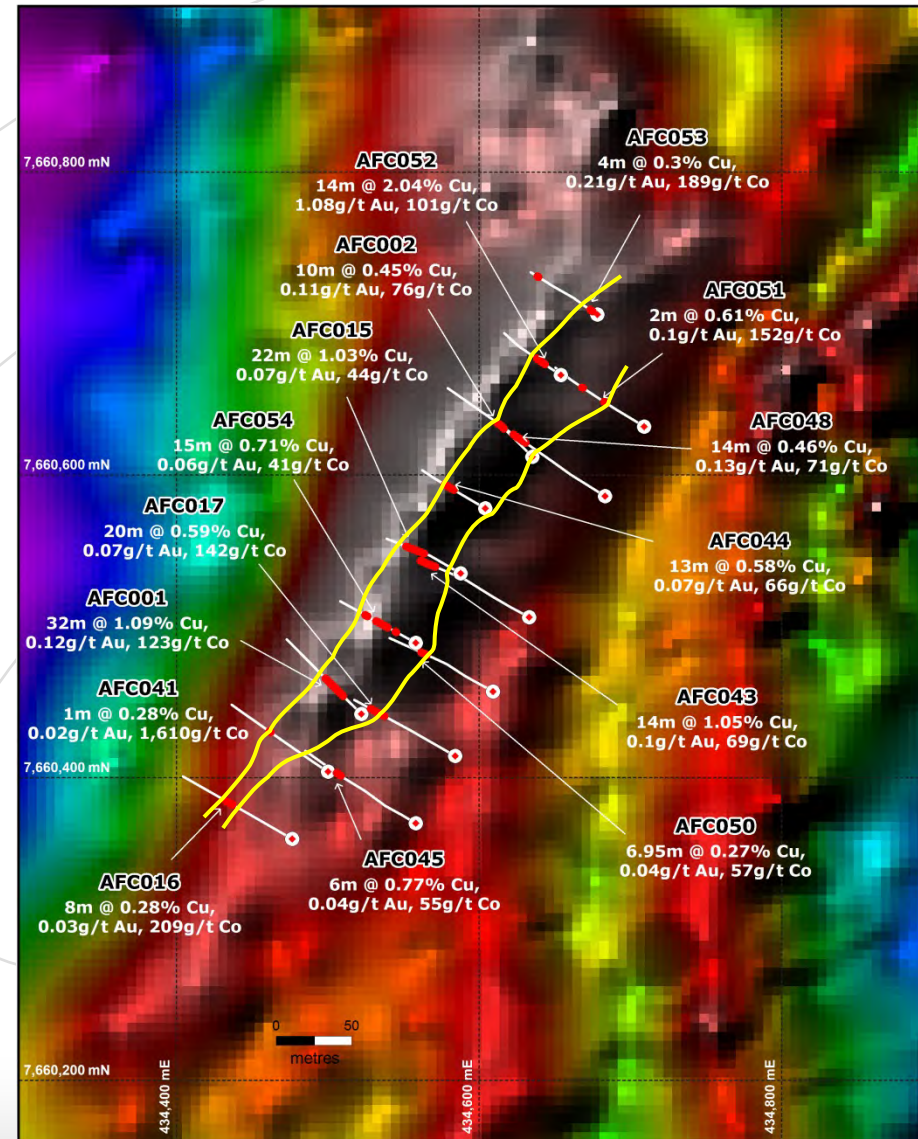 AFC053
4m @ 0.3% Cu,
0.21g/t Au, 189g/t Co
7,660,800 mN
AFC052
14m @ 2.04% Cu,
1.08g/t Au, 101g/t Co
AFC002
10m @ 0.45% Cu,
0.11g/t Au, 76g/t Co
AFC051
2m @ 0.61% Cu,
0.1g/t Au, 152g/t Co
AFC015
22m @ 1.03% Cu,
0.07g/t Au, 44g/t Co
AFC054
15m @ 0.71% Cu,
0.06g/t Au, 41g/t Co
AFC048
14m @ 0.46% Cu,
0.13g/t Au, 71g/t Co
7,660,600 mN
AFC017
20m @ 0.59% Cu,
0.07g/t Au, 142g/t Co
AFC044
13m @ 0.58% Cu,
0.07g/t Au, 66g/t Co
AFC001
32m @ 1.09% Cu,
0.12g/t Au, 123g/t Co
AFC041
1m @ 0.28% Cu,
0.02g/t Au, 1,610g/t Co
AFC043
14m @ 1.05% Cu,
0.1g/t Au, 69g/t Co
7,660,400 mN
AFC050
6.95m @ 0.27% Cu,
0.04g/t Au, 57g/t Co
AFC045
6m @ 0.77% Cu,
0.04g/t Au, 55g/t Co
AFC016
8m @ 0.28% Cu,
0.03g/t Au, 209g/t Co
0 50
metres
7,660,200 mN
434,400 mE
434,600 mE
434,800 mE